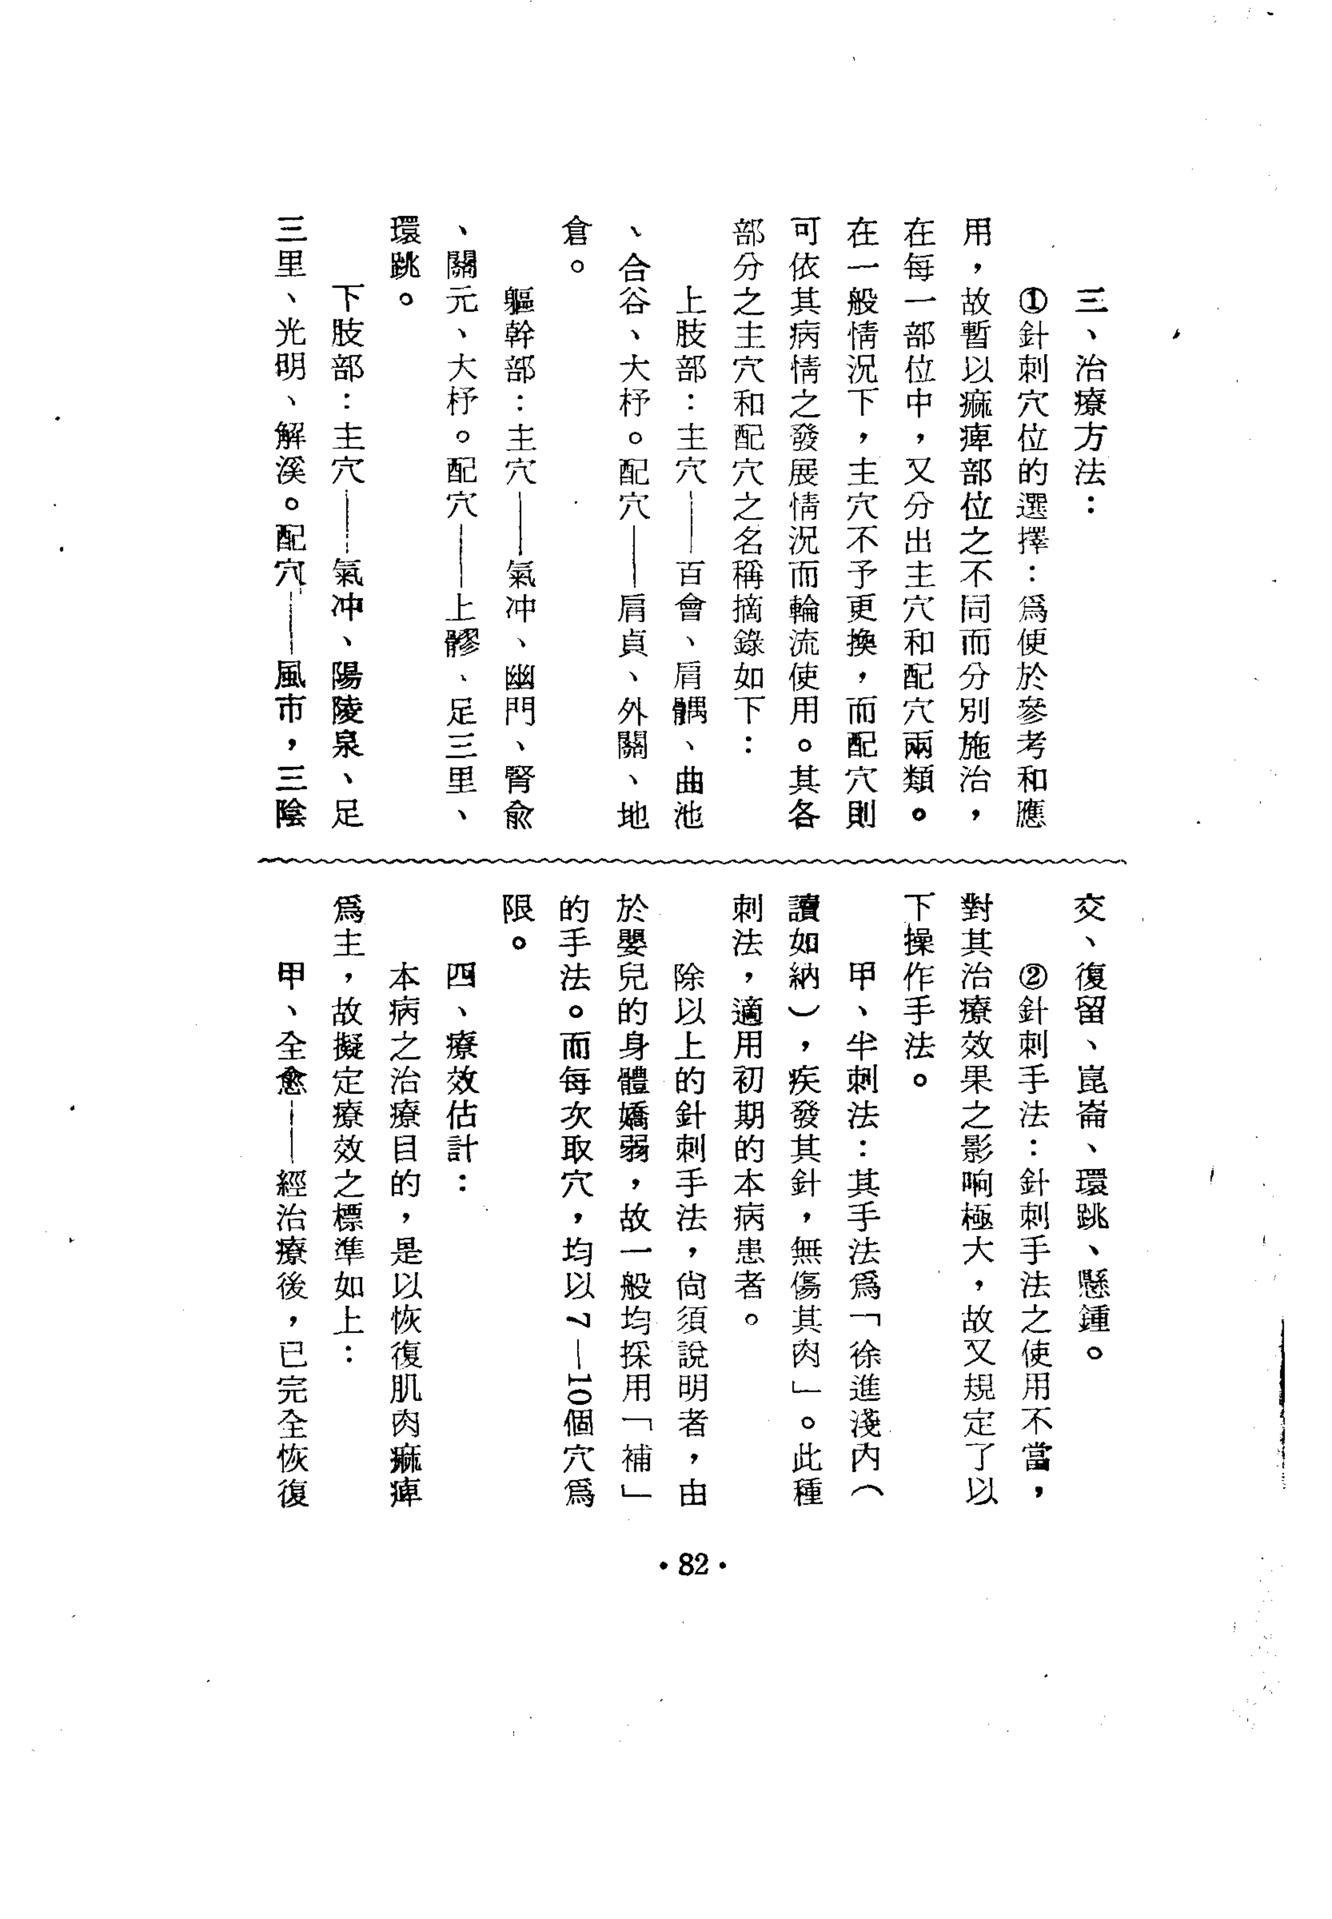 三、治療方法：
①針刺穴位的選擇：爲便於參考和應
用，故暫以痲痺部位之不同而分別施治，
在每一部位中，又分出主穴和配穴兩類。
在一般情況下，主穴不予更換，而配穴則
可依其病情之發展情況而輪流使用。其各
部分之主穴和配穴之名稱摘錄如下：
上肢部：主穴——百會、肩髃、曲池
、合谷、大杼。配穴——肩貞、外關、地
倉。
軀幹部：主穴——氣冲、幽門、腎俞
、關元、大杼。配穴——上髎、足三里、
環跳。
下肢部：主穴——氣冲、陽陵泉、足
三里、光明、解溪。配穴——風市，三陰
交、復留、崑崙、環跳、懸鍾。
②針刺手法：針刺手法之使用不當，
對其治療效果之影响極大，故又規定了以
下操作手法。
甲、半刺法：其手法爲「徐進淺內（
讀如納），疾發其針，無傷其肉」。此種
刺法，適用初期的本病患者。
除以上的針刺手法，尙須說明者，由
於嬰兒的身體嬌弱，故一般均採用「補」
的手法。而每次取穴，均以7—10個穴爲
限。
四、療效估計：
本病之治療目的，是以恢復肌肉痲痺
爲主，故擬定療效之標準如上：
甲、全愈——經治療後，已完全恢復
·82·